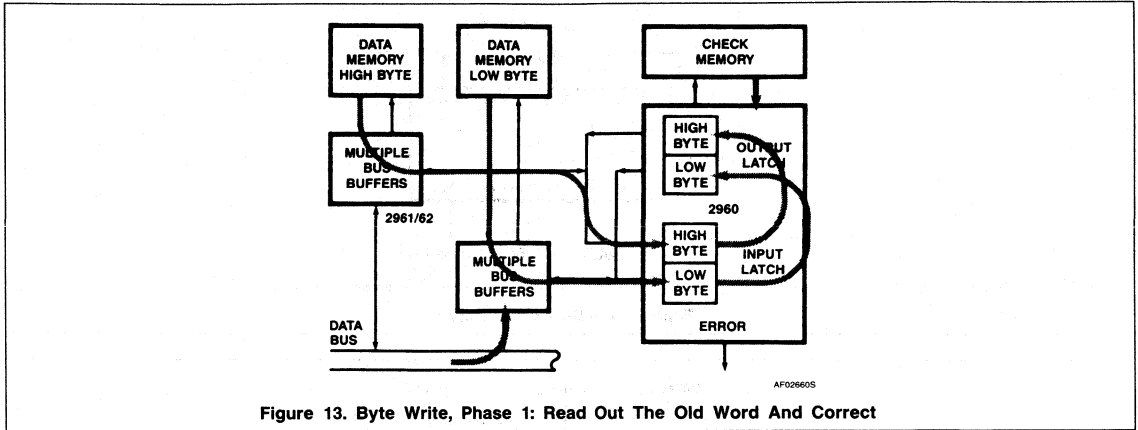 DATA
MEMORY
HIGH BYTE
DATA
MEMORY
LOW BYTE
CHECK
MEMORY
MULTIPLE
BUS
BUFFERS
2961/62
HIGH
BYTE
LOW
BYTE
OUTPUT
LATCH
2960
HIGH
BYTE
LOW
BYTE
INPUT
LATCH
MULTIPLE
BUS
BUFFERS
ERROR
DATA
BUS
AF02660S
Figure 13. Byte Write, Phase 1: Read Out The Old Word And Correct